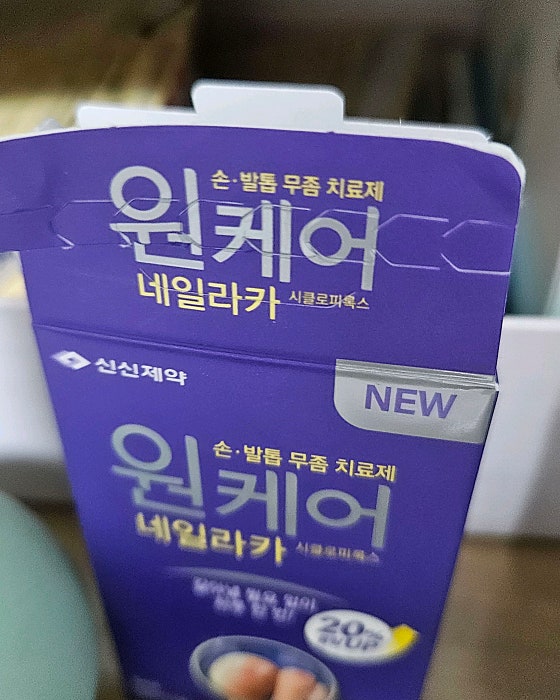 손·발톱 무좀 치료제
원케어
네일라카 시클로피록스
신신제약
NEW
손·발톱 무좀 치료제
원케어
네일라카 시클로피록스
20%
UP